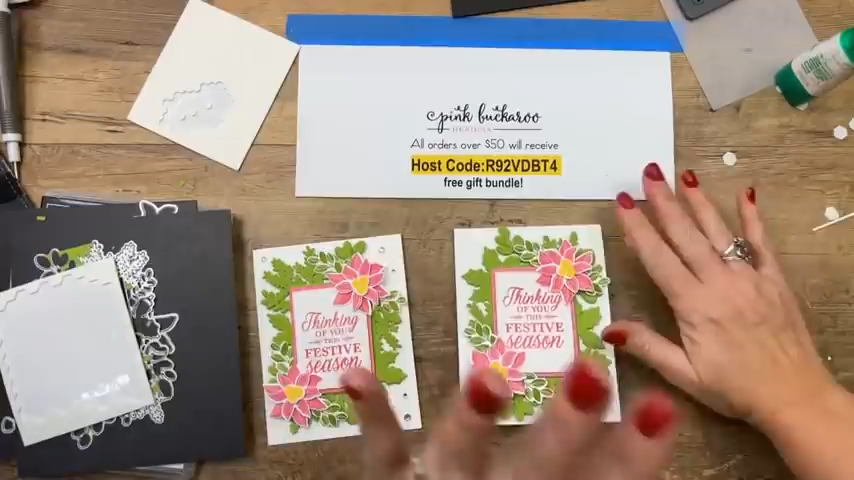 pink buckaroo
DESIGNS
All orders over $50 will receive
Host Code:R92VDBT4
free gift bundle!
Thinking
OF YOU
THIS
FESTIVE
season
Thinking
OF YOU
THIS
FESTIVE
season